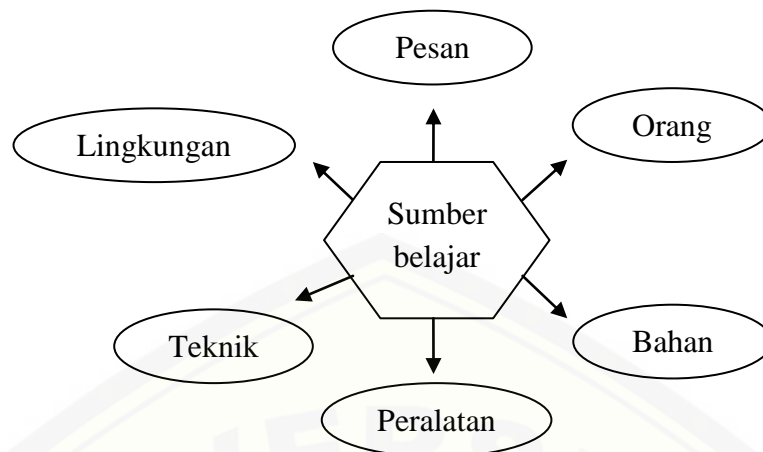 Pesan
Orang
Lingkungan
Sumber
belajar
Bahan
Teknik
Peralatan